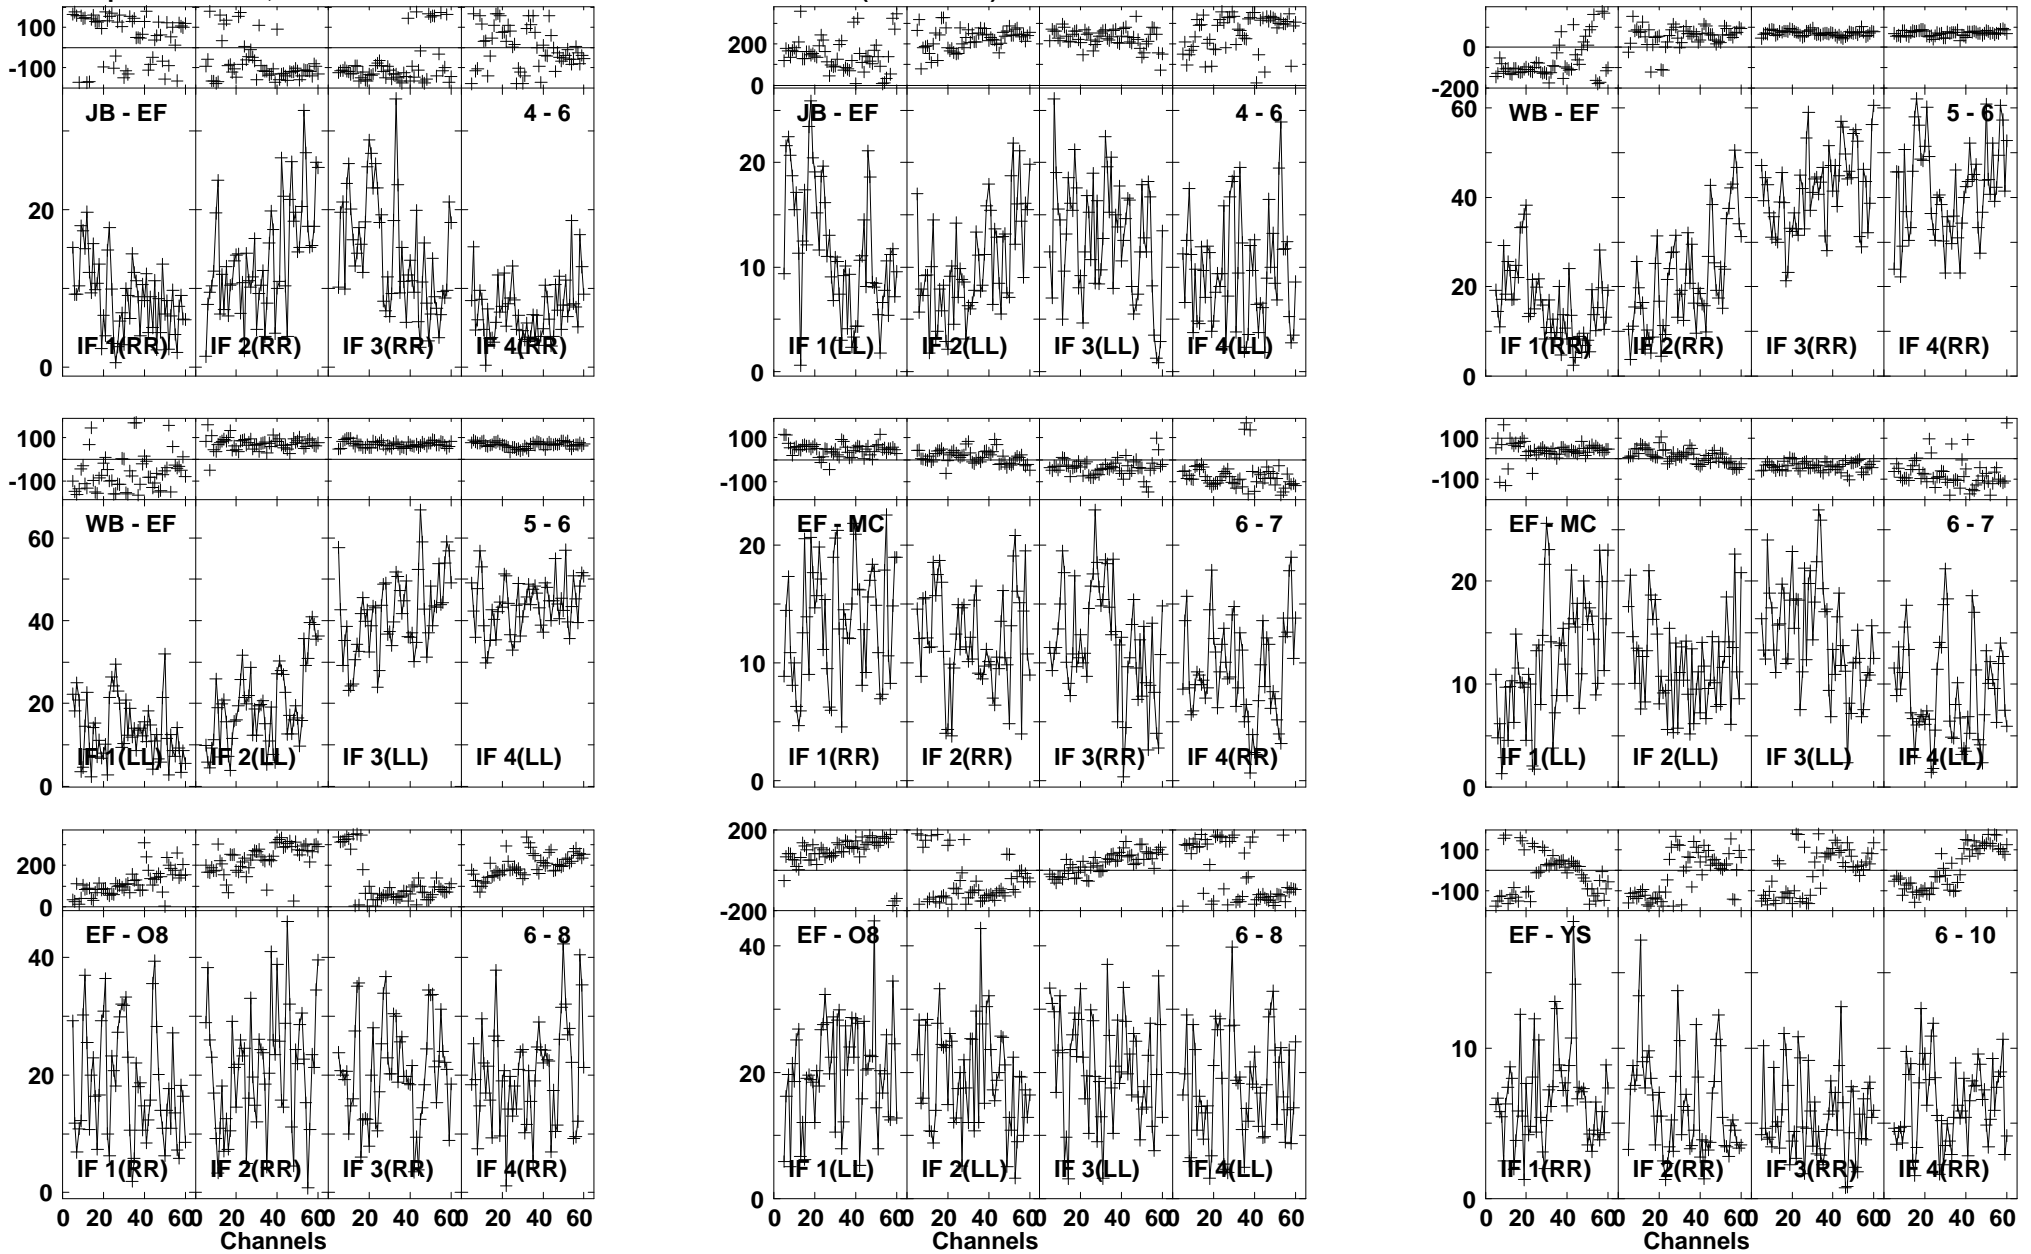 100
-100
JB - EF
4 - 6
20
0
IF 1(RR)
IF 2(RR)
IF 3(RR)
IF 4(RR)
200
0
JB - EF
4 - 6
20
10
0
IF 1(LL)
IF 2(LL)
IF 3(LL)
IF 4(LL)
0
-200
WB - EF
5 - 6
60
40
20
0
IF 1(RR)
IF 2(RR)
IF 3(RR)
IF 4(RR)
100
-100
WB - EF
5 - 6
60
40
20
0
IF 1(LL)
IF 2(LL)
IF 3(LL)
IF 4(LL)
100
-100
EF - MC
6 - 7
20
10
0
IF 1(RR)
IF 2(RR)
IF 3(RR)
IF 4(RR)
100
-100
EF - MC
6 - 7
20
10
0
IF 1(LL)
IF 2(LL)
IF 3(LL)
IF 4(LL)
200
0
EF - O8
6 - 8
40
20
0
IF 1(RR)
IF 2(RR)
IF 3(RR)
IF 4(RR)
0 20 40 60 0 20 40 60 0 20 40 60 0 20 40 60
Channels
200
-200
EF - O8
6 - 8
40
20
0
IF 1(LL)
IF 2(LL)
IF 3(LL)
IF 4(LL)
0 20 40 60 0 20 40 60 0 20 40 60 0 20 40 60
Channels
100
-100
EF - YS
6 - 10
10
0
IF 1(RR)
IF 2(RR)
IF 3(RR)
IF 4(RR)
0 20 40 60 0 20 40 60 0 20 40 60 0 20 40 60
Channels